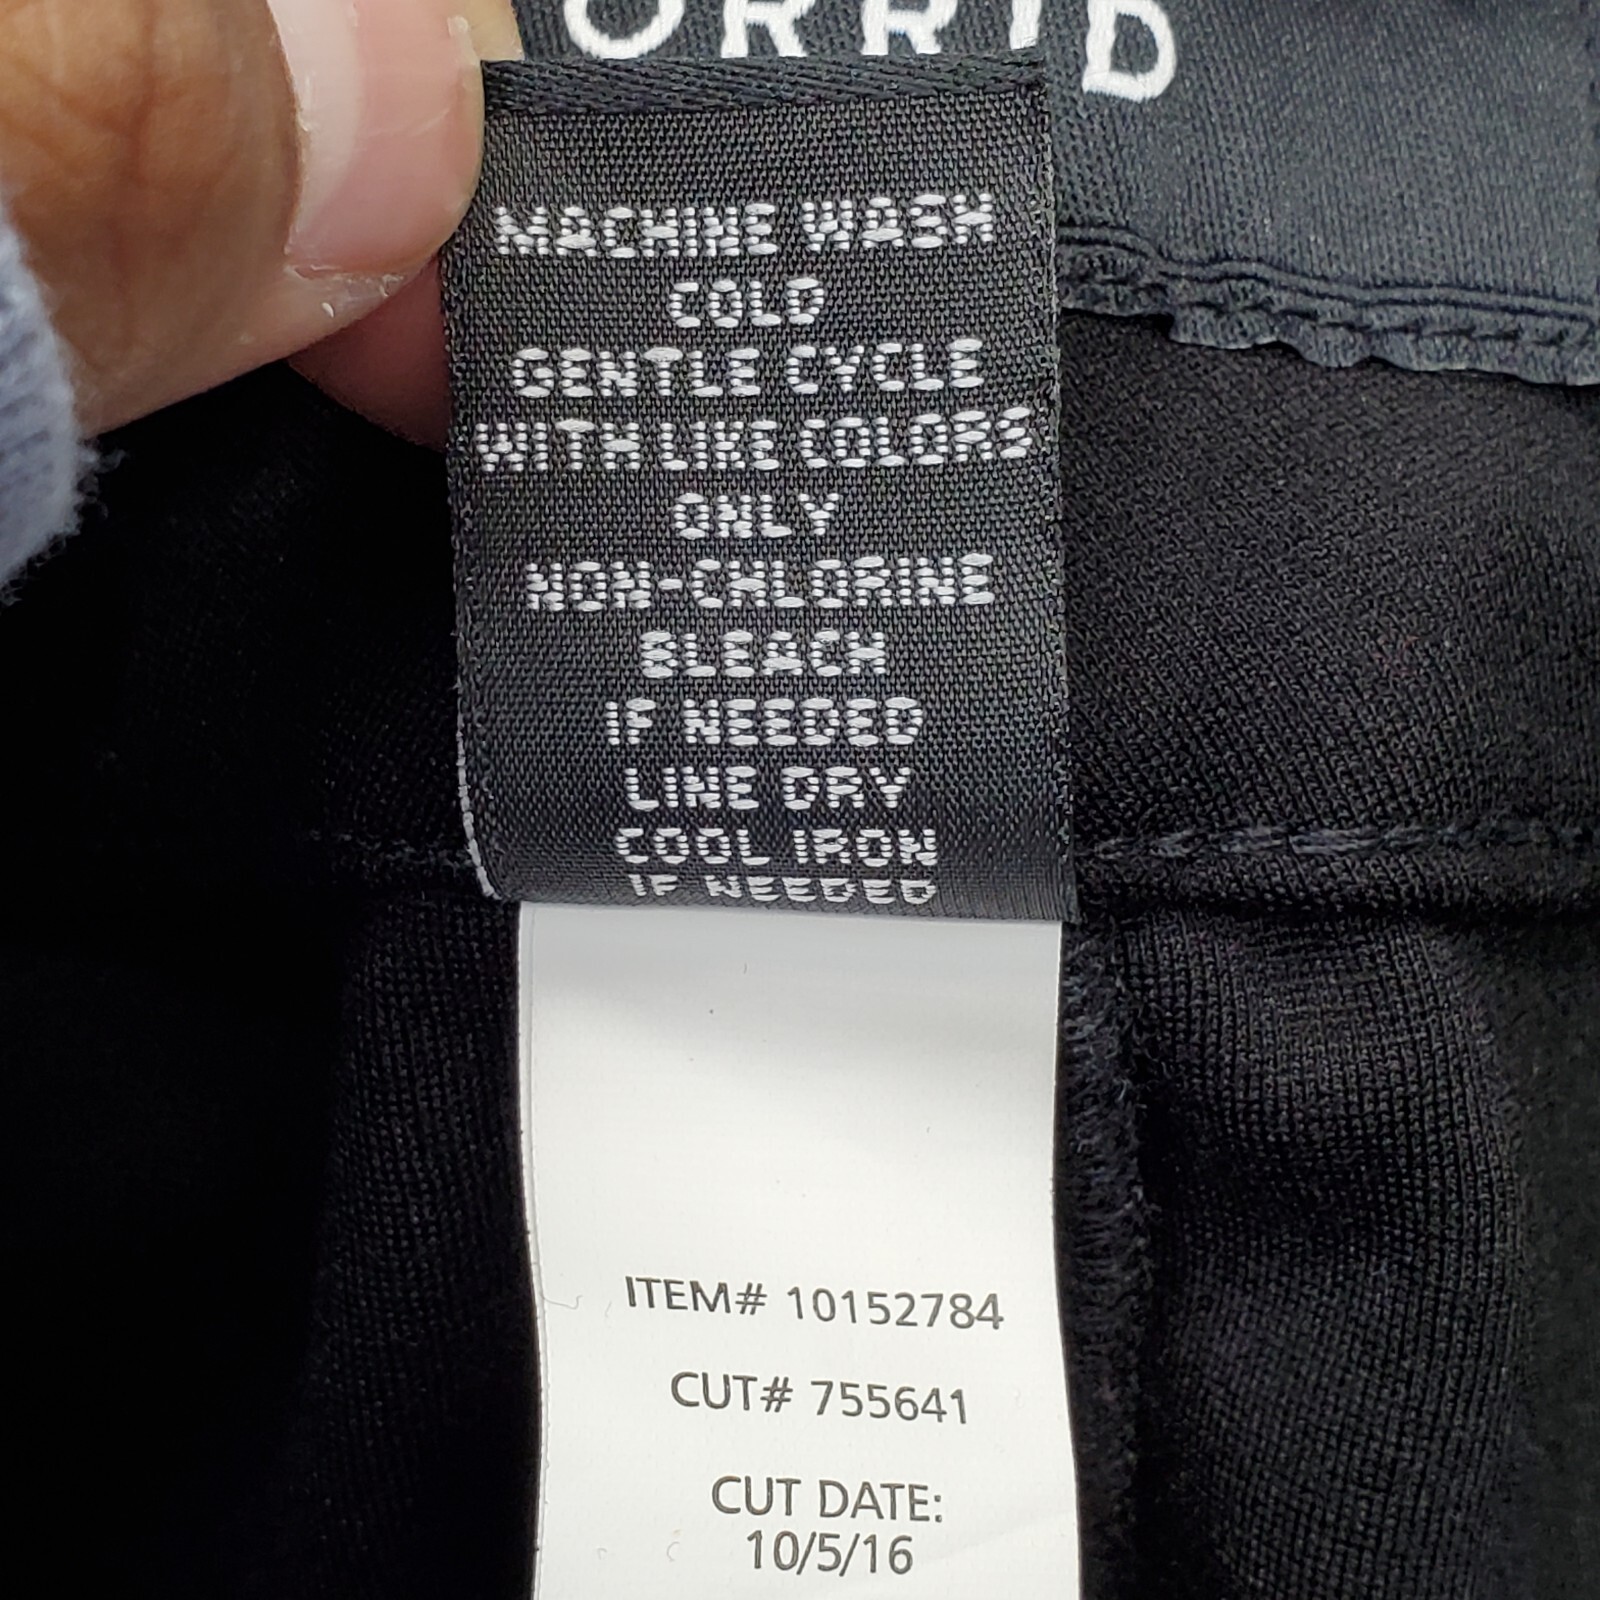 ORRID
MACHINE WASH
COLD
GENTLE CYCLE
WITH LIKE COLORS
ONLY
NON-CHLORINE
BLEACH
IF NEEDED
LINE DRY
COOL IRON
IF NEEDED
ITEM# 10152784
CUT# 755641
CUT DATE:
10/5/16